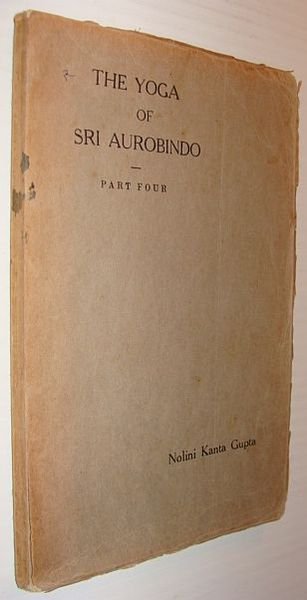 THE YOGA
OF
SRI AUROBINDO
PART FOUR
Nolini Kanta Gupta